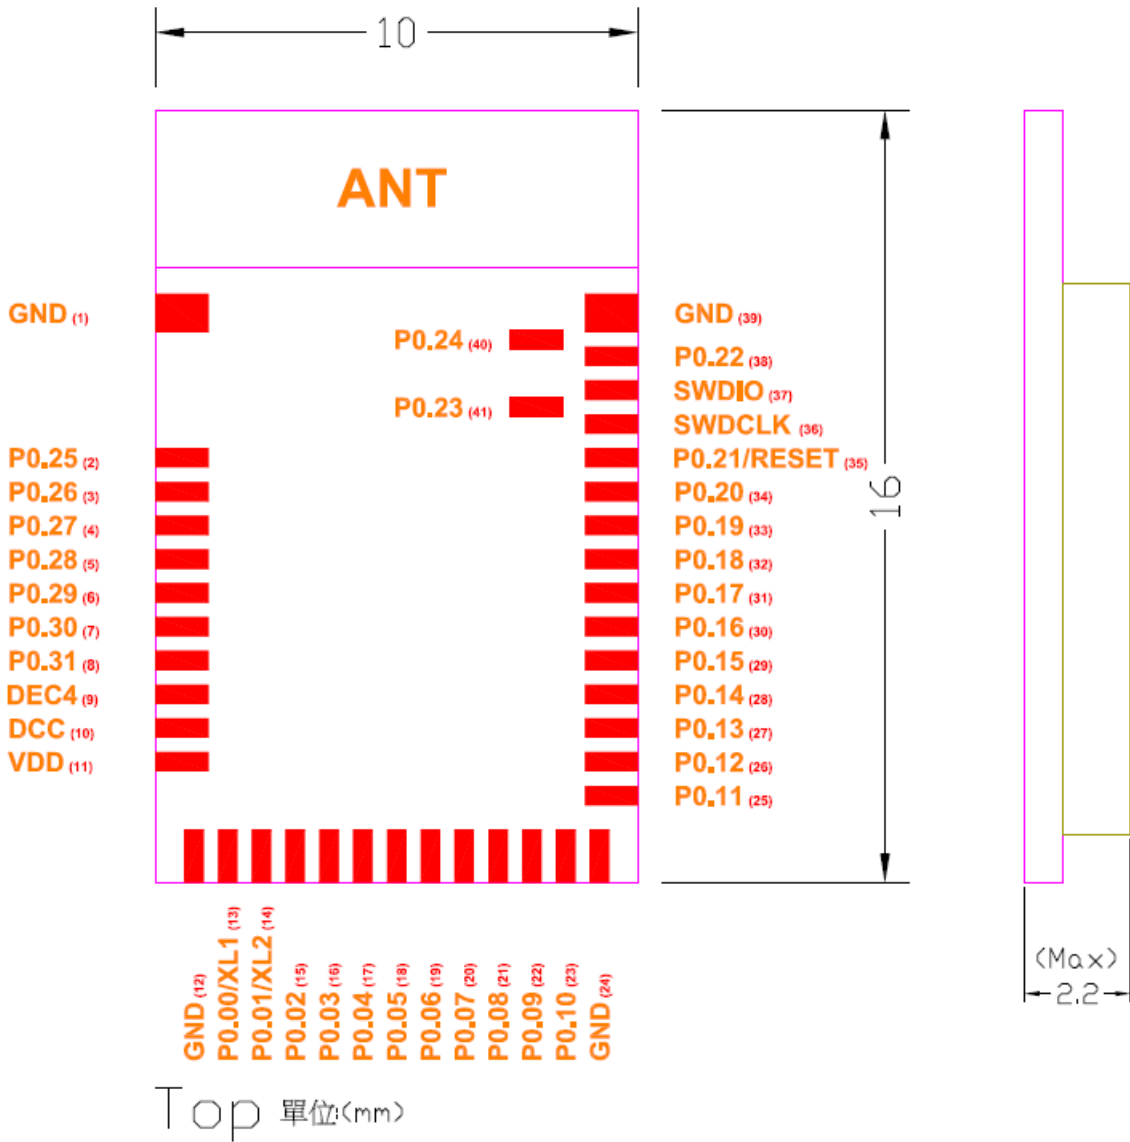 10
ANT
GND (1)
P0.25 (2)
P0.26 (3)
P0.27 (4)
P0.28 (5)
P0.29 (6)
P0.30 (7)
P0.31 (8)
DEC4 (9)
DCC (10)
VDD (11)
P0.24 (40)
P0.23 (41)
GND (39)
P0.22 (38)
SWDIO (37)
SWDCLK (36)
P0.21/RESET (35)
P0.20 (34)
P0.19 (33)
P0.18 (32)
P0.17 (31)
P0.16 (30)
P0.15 (29)
P0.14 (28)
P0.13 (27)
P0.12 (26)
P0.11 (25)
16
GND (12)
P0.00/XL1 (13)
P0.01/XL2 (14)
P0.02 (15)
P0.03 (16)
P0.04 (17)
P0.05 (18)
P0.06 (19)
P0.07 (20)
P0.08 (21)
P0.09 (22)
P0.10 (23)
GND (24)
(Max)
2.2
Top 單位:(mm)